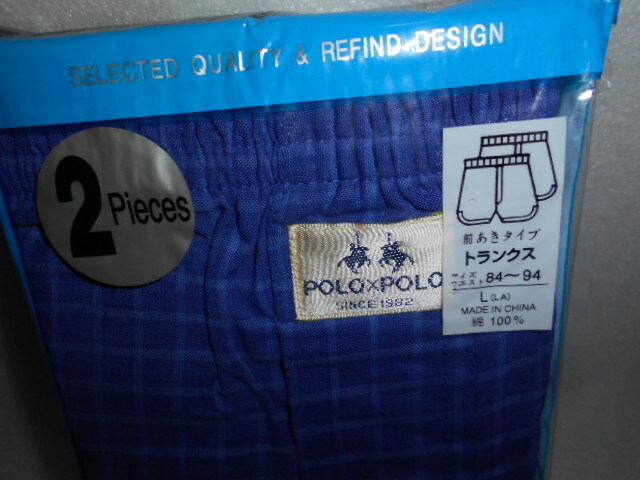 SELECTED QUALITY & REFIND DESIGN
2 Pieces
POLO×POLO
SINCE 1982
前あきタイプ
トランクス
サイズ
ウエスト 84～94
L (LA)
MADE IN CHINA
綿 100%